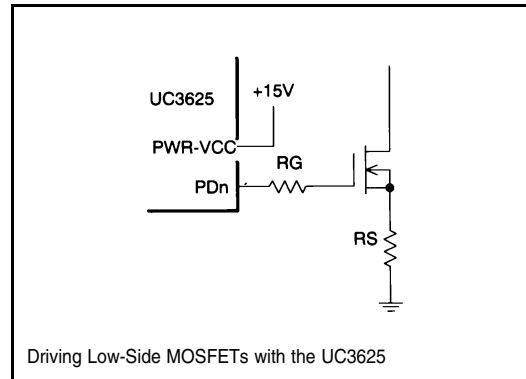 UC3625
+15V
PWR-VCC
RG
PDn
RS
Driving Low-Side MOSFETs with the UC3625